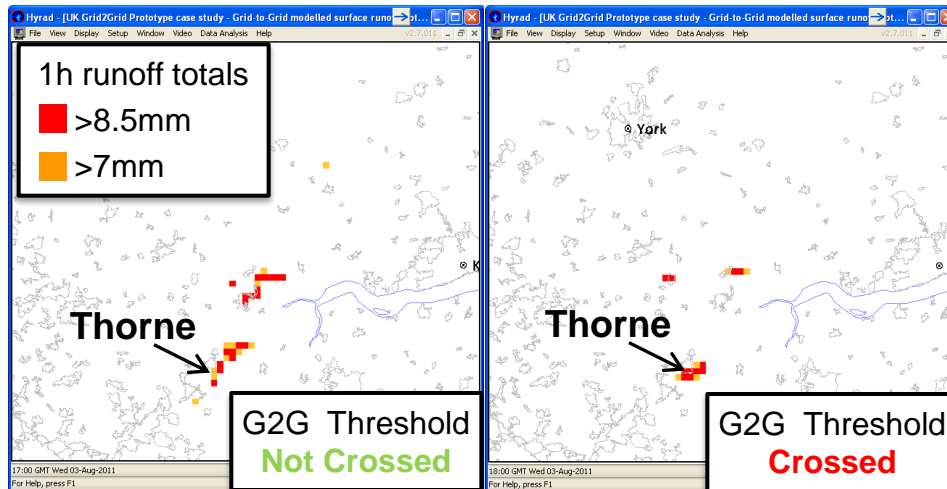 Hyrad - [UK Grid2Grid Prototype case study - Grid-to-Grid modelled surface runo
File View Display Setup Window Video Data Analysis Help v2.7.011
1h runoff totals
>8.5mm
>7mm
K
Thorne
G2G Threshold
Not Crossed
17:00 GMT Wed 03-Aug-2011
For Help, press F1
Hyrad - [UK Grid2Grid Prototype case study - Grid-to-Grid modelled surface runo
File View Display Setup Window Video Data Analysis Help v2.7.011
York
Thorne
G2G Threshold
Crossed
18:00 GMT Wed 03-Aug-2011
For Help, press F1